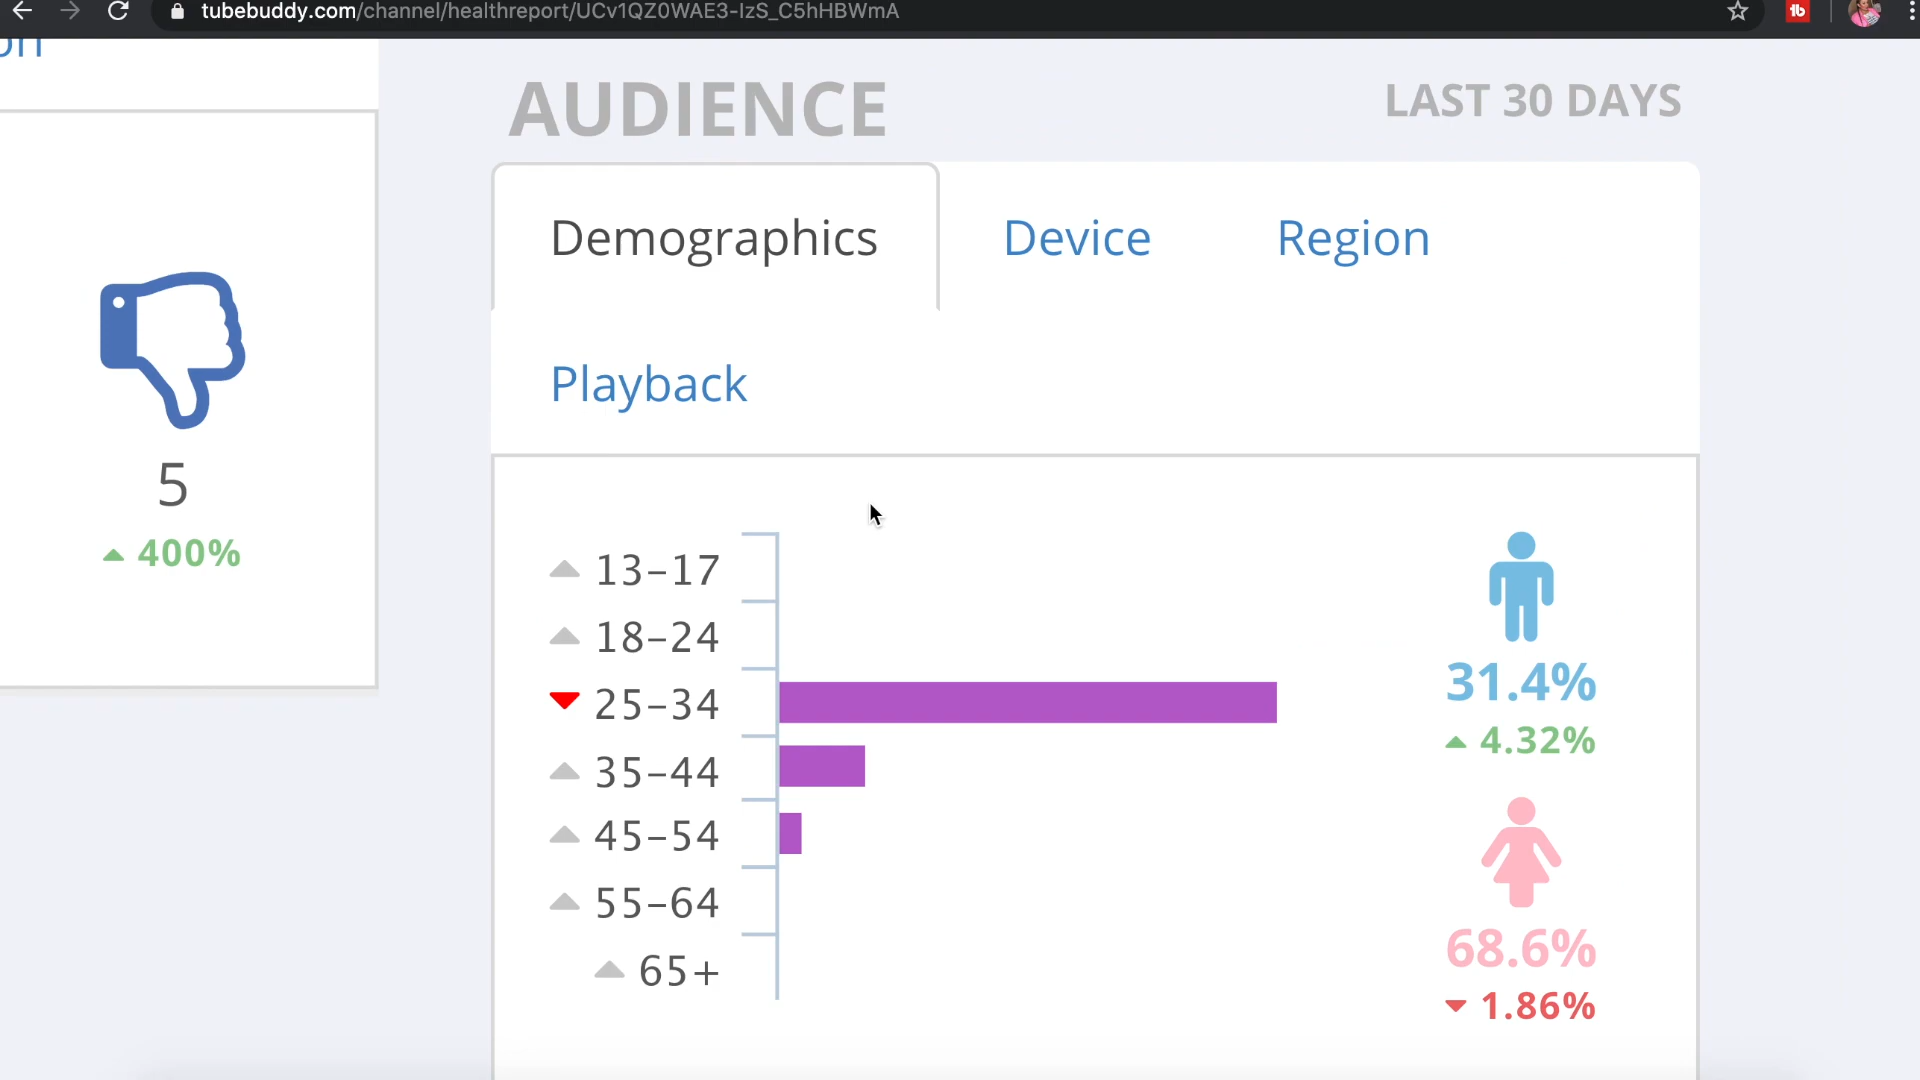 tubebuddy.com/channel/healthreport/UCv1QZ0WAE3-IzS_C5hHBWmA
tb
AUDIENCE
LAST 30 DAYS
Demographics
Device
Region
Playback
5
400%
13-17
18-24
25-34
35-44
45-54
55-64
65+
31.4%
4.32%
68.6%
1.86%